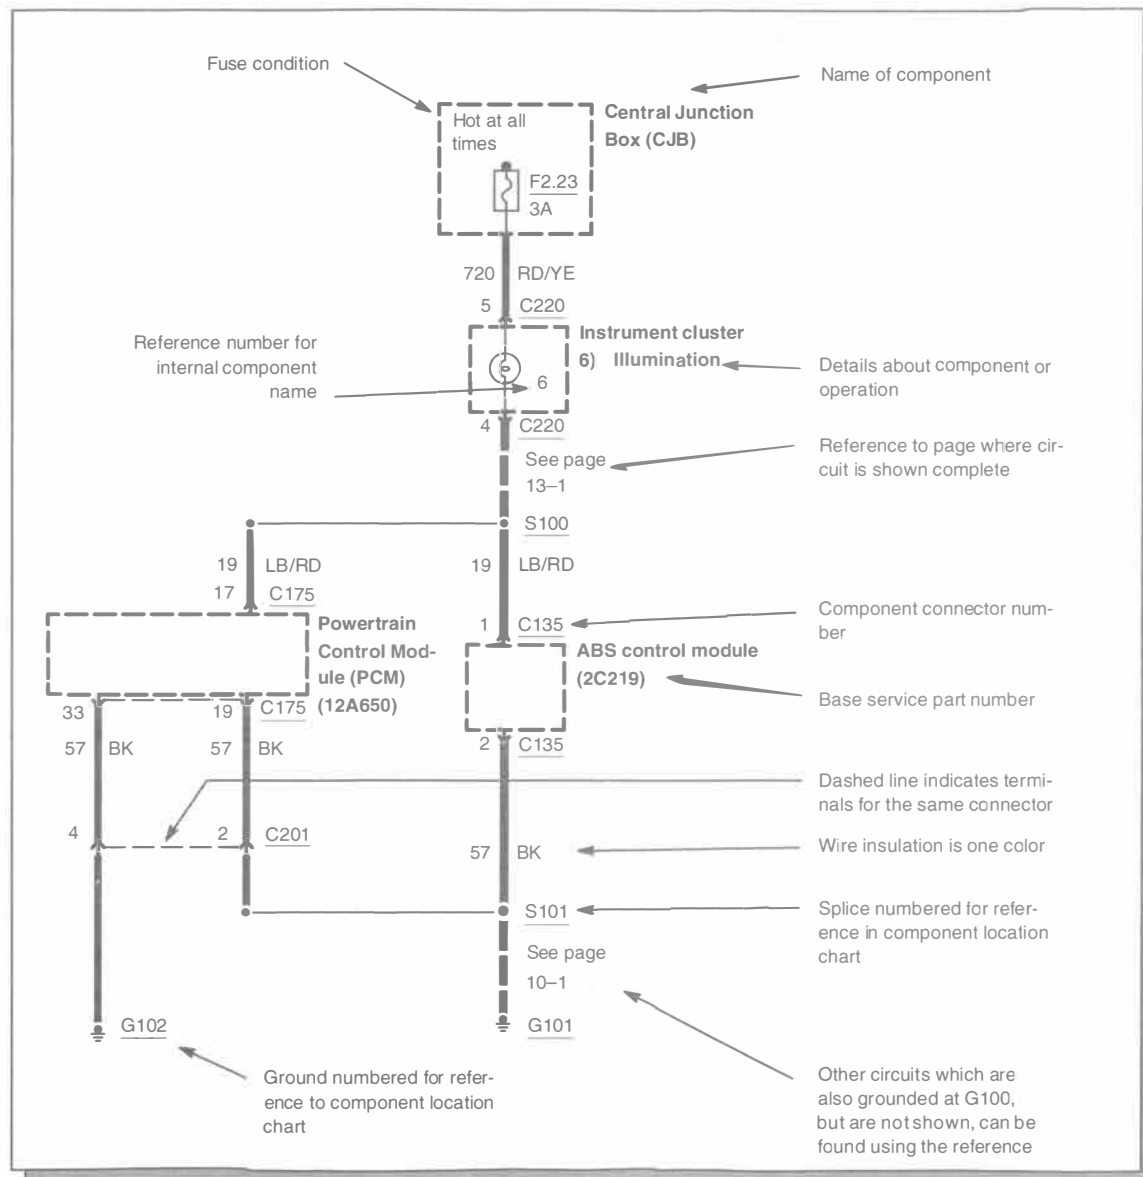 Fuse condition
Name of component
Hot at all
times
Central Junction
Box (CJB)
F2.23
3A
720 RD/YE
5 C220
Reference number for
internal component
name
Instrument cluster
6) Illumination
6
Details about component or
operation
4 C220
See page
13–1
Reference to page where cir-
cuit is shown complete
S100
19 LB/RD
17 C175
19 LB/RD
1 C135
Component connector num-
ber
Powertrain
Control Mod-
ule (PCM)
(12A650)
ABS control module
(2C219)
Base service part number
33
19 C175
57 BK
57 BK
2 C135
Dashed line indicates termi-
nals for the same connector
4
2 C201
57 BK
Wire insulation is one color
S101
Splice numbered for refer-
ence in component location
chart
See page
10–1
G102
G101
Ground numbered for refer-
ence to component location
chart
Other circuits which are
also grounded at G100,
but are not shown, can be
found using the reference